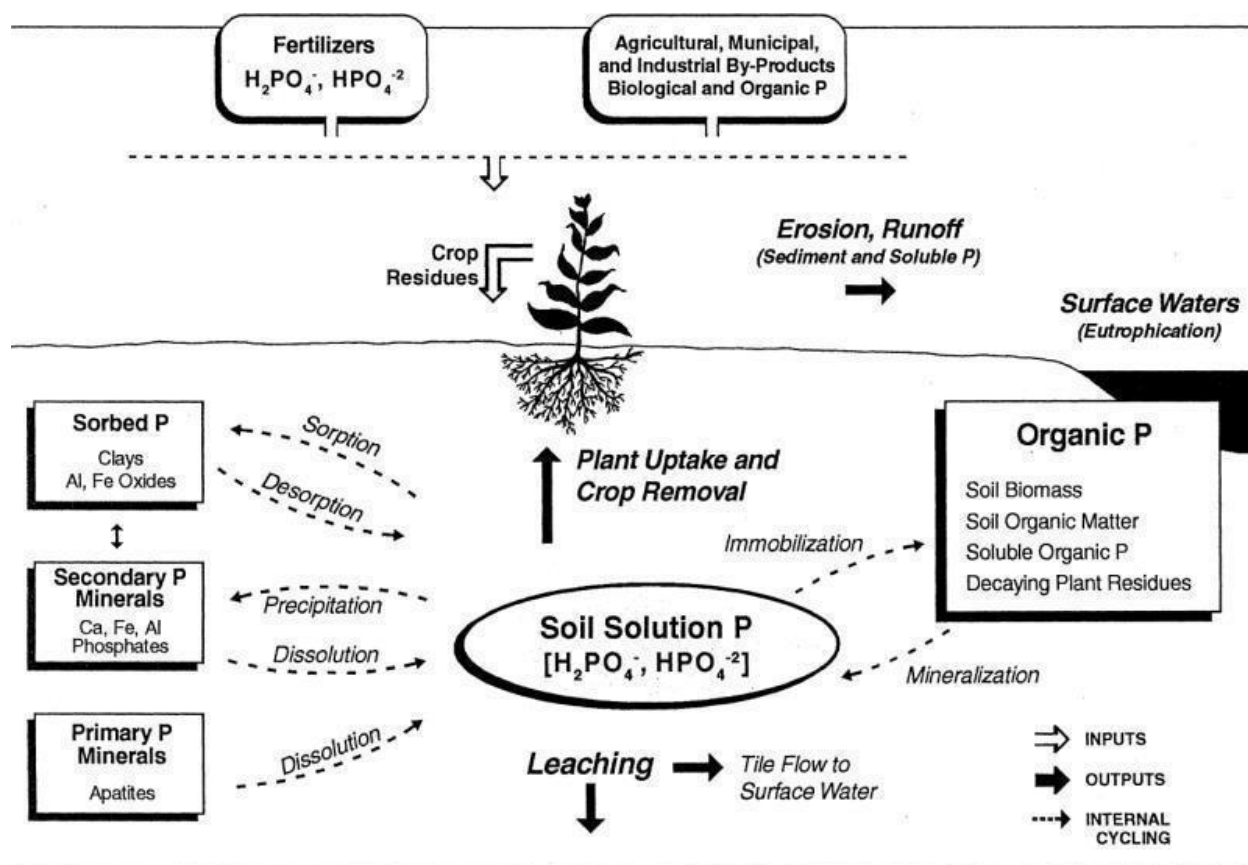 Fertilizers
H₂PO₄⁻, HPO₄⁻²
Agricultural, Municipal,
and Industrial By-Products
Biological and Organic P
Crop
Residues
Erosion, Runoff
(Sediment and Soluble P)
Surface Waters
(Eutrophication)
Sorbed P
Clays
Al, Fe Oxides
Sorption
Desorption
Plant Uptake and
Crop Removal
Organic P
Soil Biomass
Soil Organic Matter
Soluble Organic P
Decaying Plant Residues
Immobilization
Secondary P
Minerals
Ca, Fe, Al
Phosphates
Precipitation
Dissolution
Soil Solution P
[H₂PO₄⁻, HPO₄⁻²]
Mineralization
Primary P
Minerals
Apatites
Dissolution
Leaching
Tile Flow to
Surface Water
INPUTS
OUTPUTS
INTERNAL
CYCLING